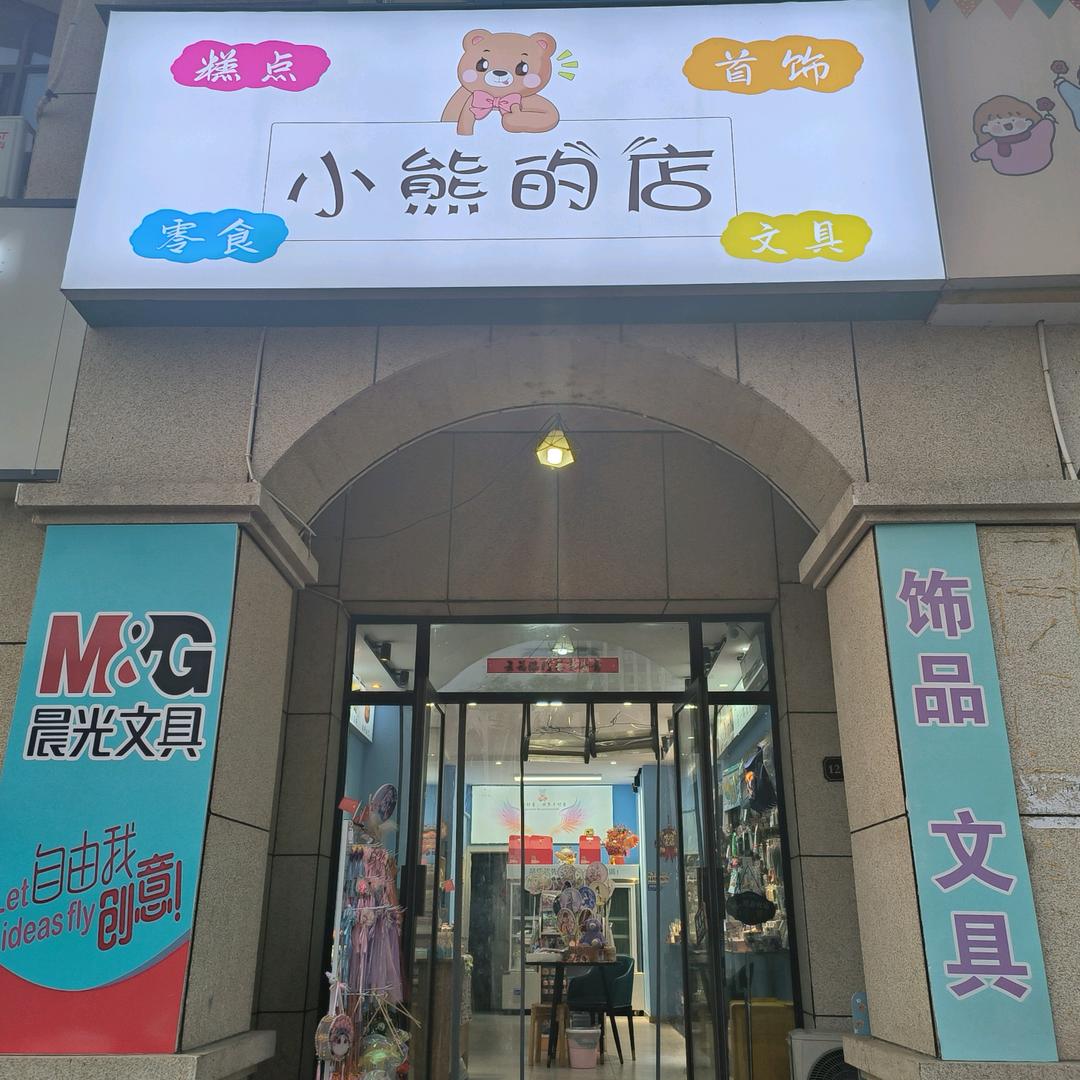 糕点
首饰
小熊的店
零食
文具
M&G
晨光文具
Let
ideas fly
自由我
创意!
饰品 文具
12